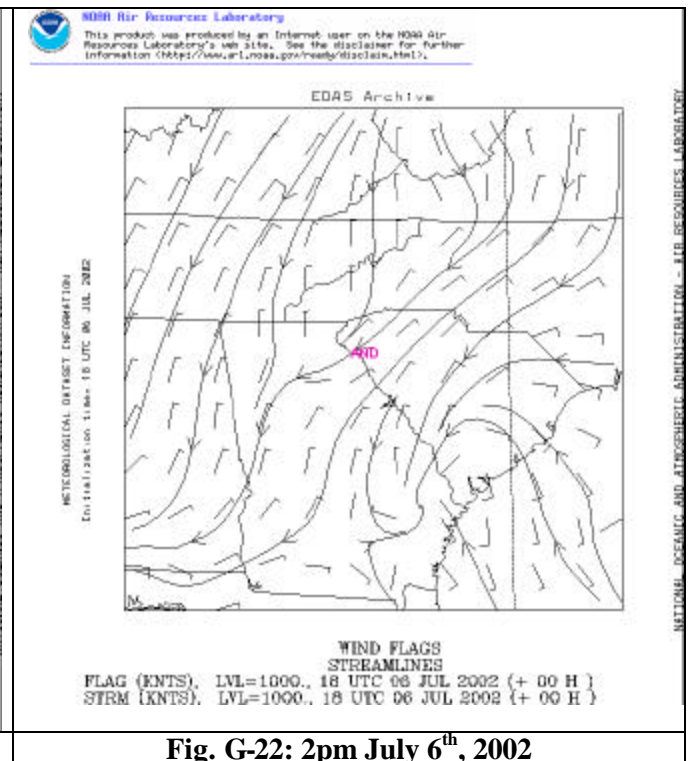 NOAA Air Resources Laboratory
This product was produced by an Internet user on the NOAA Air
Resources Laboratory's web site. See the disclaimer for further
information (http://www.arl.noaa.gov/ready/disclaim.html).
EDAS Archive
METEOROLOGICAL DATASET INFORMATION
Initialization time: 18 UTC 06 JUL 2002
AND
NATIONAL OCEANIC AND ATMOSPHERIC ADMINISTRATION - AIR RESOURCES LABORATORY
WIND FLAGS
STREAMLINES
FLAG (KNTS), LVL=1000., 18 UTC 06 JUL 2002 (+ 00 H )
STRM (KNTS), LVL=1000., 18 UTC 06 JUL 2002 (+ 00 H )
Fig. G-22: 2pm July 6th, 2002